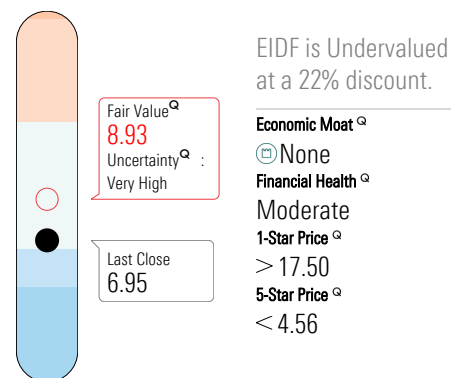 EIDF is Undervalued
at a 22% discount.
Fair Value Q
8.93
Uncertainty Q :
Very High
Last Close
6.95
Economic Moat Q
None
Financial Health Q
Moderate
1-Star Price Q
> 17.50
5-Star Price Q
< 4.56